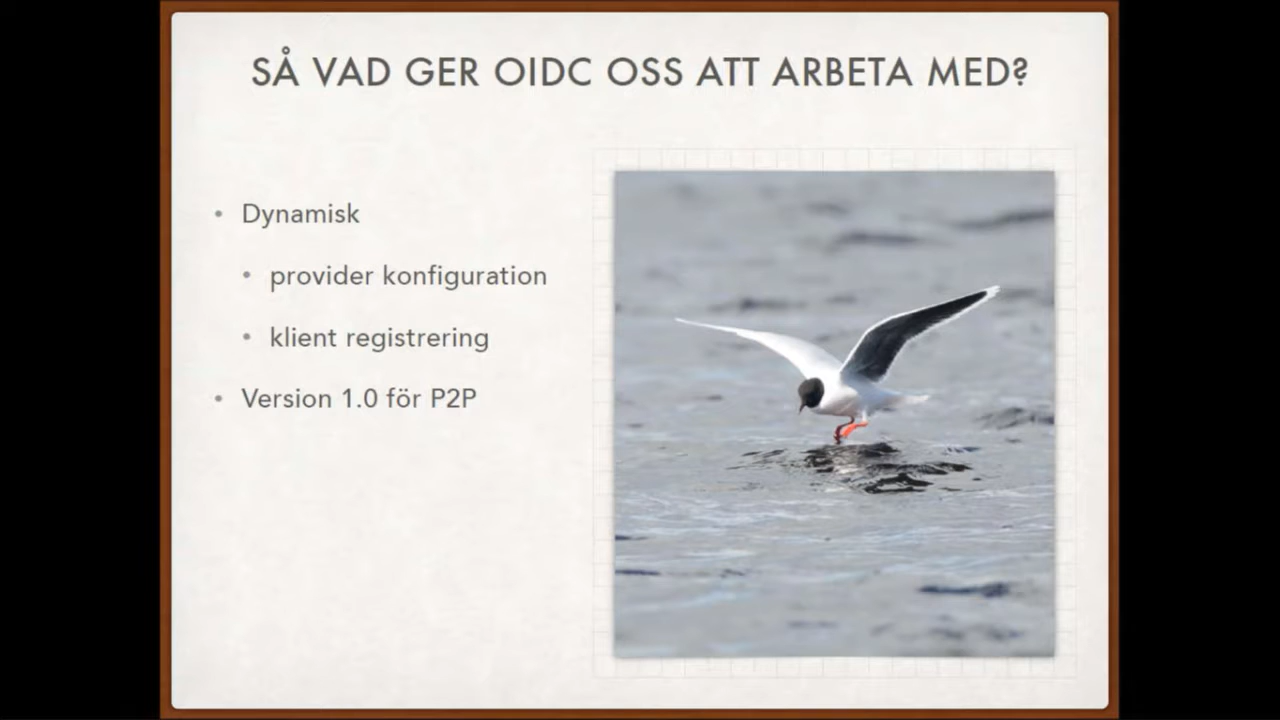 SÅ VAD GER OIDC OSS ATT ARBETA MED?
• Dynamisk
• provider konfiguration
• klient registrering
• Version 1.0 för P2P